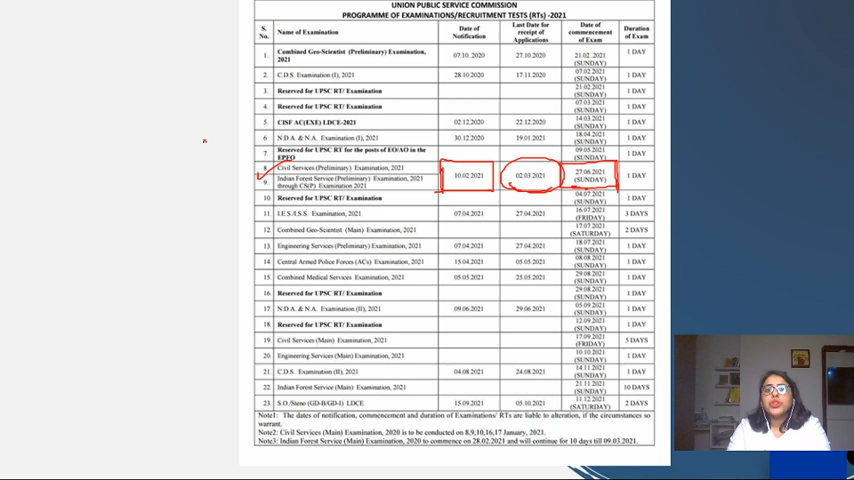 UNION PUBLIC SERVICE COMMISSION
PROGRAMME OF EXAMINATIONS/RECRUITMENT TESTS (RTs) -2021
S. No. Name of Examination Date of Notification Last Date for receipt of Applications Date of commencement of Exam Duration of Exam
1. Combined Geo-Scientist (Preliminary) Examination, 2021 07.10.2020 27.10.2020 21.02.2021 (SUNDAY) 1 DAY
2. C.D.S. Examination (I), 2021 28.10.2020 17.11.2020 07.02.2021 (SUNDAY) 1 DAY
3. Reserved for UPSC RT/ Examination 21.02.2021 (SUNDAY) 1 DAY
4. Reserved for UPSC RT/ Examination 07.03.2021 (SUNDAY) 1 DAY
5. CISF AC(EXE) LDCE-2021 02.12.2020 22.12.2020 14.03.2021 (SUNDAY) 1 DAY
6. N.D.A. & N.A. Examination (I), 2021 30.12.2020 19.01.2021 18.04.2021 (SUNDAY) 1 DAY
7. Reserved for UPSC RT for the posts of EO/AO in the EPFO 09.05.2021 (SUNDAY) 1 DAY
8. Civil Services (Preliminary) Examination, 2021 10.02.2021 02.03.2021 27.06.2021 (SUNDAY) 1 DAY
9. Indian Forest Service (Preliminary) Examination, 2021 through CS(P) Examination 2021
10. Reserved for UPSC RT/ Examination 04.07.2021 (SUNDAY) 1 DAY
11. I.E.S./I.S.S. Examination, 2021 07.04.2021 27.04.2021 16.07.2021 (FRIDAY) 3 DAYS
12. Combined Geo-Scientist (Main) Examination, 2021 17.07.2021 (SATURDAY) 2 DAYS
13. Engineering Services (Preliminary) Examination, 2021 07.04.2021 27.04.2021 18.07.2021 (SUNDAY) 1 DAY
14. Central Armed Police Forces (ACs) Examination, 2021 15.04.2021 05.05.2021 08.08.2021 (SUNDAY) 1 DAY
15. Combined Medical Services Examination, 2021 05.05.2021 25.05.2021 29.08.2021 (SUNDAY) 1 DAY
16. Reserved for UPSC RT/ Examination 29.08.2021 (SUNDAY) 1 DAY
17. N.D.A. & N.A. Examination (II), 2021 09.06.2021 29.06.2021 05.09.2021 (SUNDAY) 1 DAY
18. Reserved for UPSC RT/ Examination 12.09.2021 (SUNDAY) 1 DAY
19. Civil Services (Main) Examination, 2021 17.09.2021 (FRIDAY) 5 DAYS
20. Engineering Services (Main) Examination, 2021 10.10.2021 (SUNDAY) 1 DAY
21. C.D.S. Examination (II), 2021 04.08.2021 24.08.2021 14.11.2021 (SUNDAY) 1 DAY
22. Indian Forest Service (Main) Examination, 2021 21.11.2021 (SUNDAY) 10 DAYS
23. S.O./Steno (GD-B/GD-I) LDCE 15.09.2021 05.10.2021 11.12.2021 (SATURDAY) 2 DAYS
Note1: The dates of notification, commencement and duration of Examinations/ RTs are liable to alteration, if the circumstances so
warrant.
Note2: Civil Services (Main) Examination, 2020 is to be conducted on 8,9,10,16,17 January, 2021.
Note3: Indian Forest Service (Main) Examination, 2020 to commence on 28.02.2021 and will continue for 10 days till 09.03.2021.